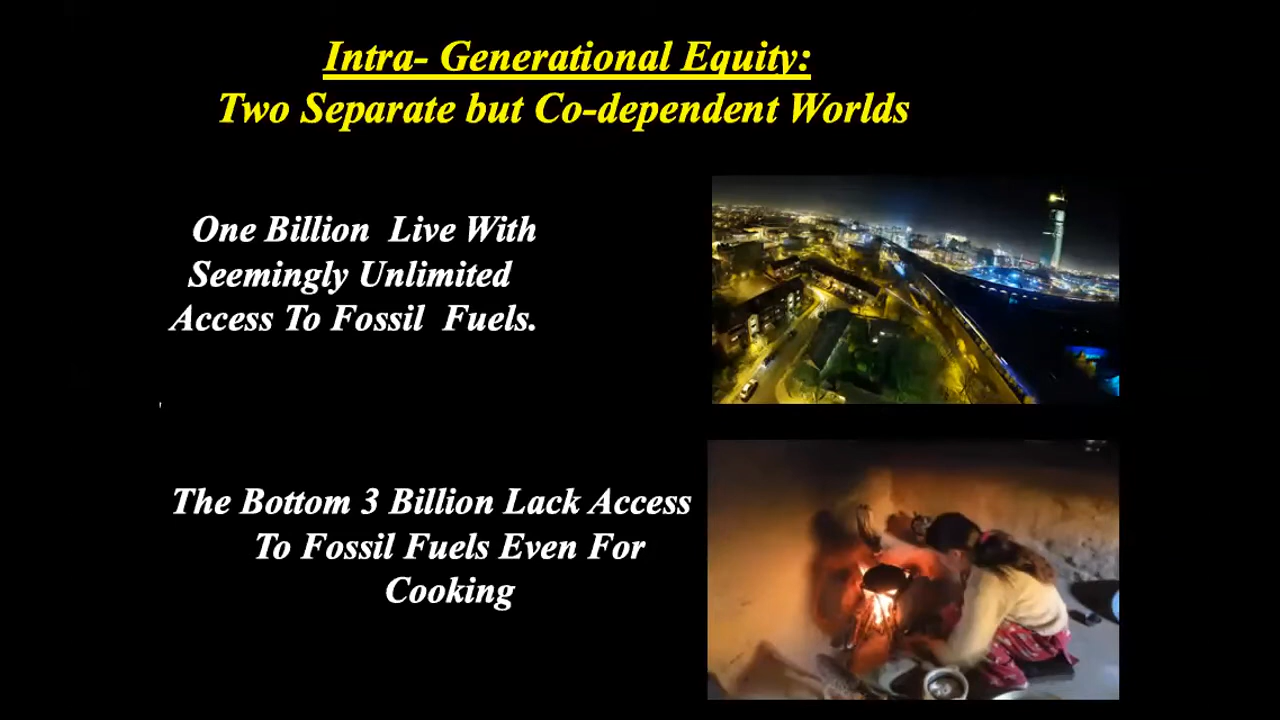 Intra- Generational Equity:
Two Separate but Co-dependent Worlds
One Billion Live With
Seemingly Unlimited
Access To Fossil Fuels.
The Bottom 3 Billion Lack Access
To Fossil Fuels Even For
Cooking